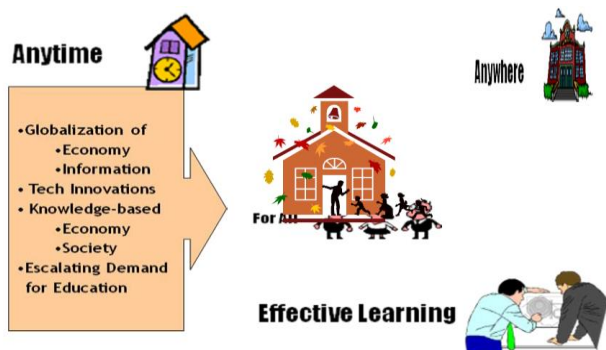 Anytime
Anywhere
•Globalization of
•Economy
•Information
• Tech Innovations
• Knowledge-based
•Economy
•Society
•Escalating Demand
for Education
For All
Effective Learning